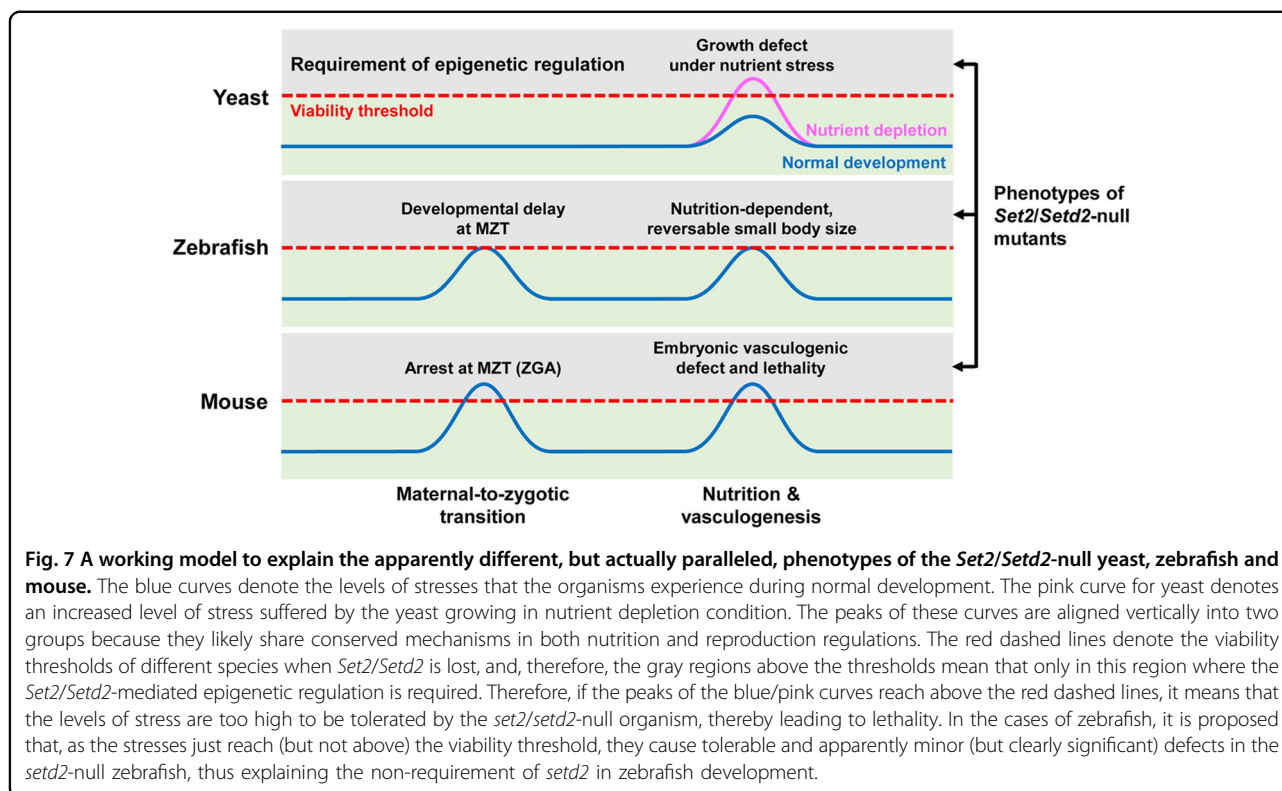 Requirement of epigenetic regulation
Growth defect
under nutrient stress
Yeast
Viability threshold
Nutrient depletion
Normal development
Developmental delay
at MZT
Nutrition-dependent,
reversable small body size
Zebrafish
Phenotypes of
Set2/Setd2-null
mutants
Arrest at MZT (ZGA)
Embryonic vasculogenic
defect and lethality
Mouse
Maternal-to-zygotic
transition
Nutrition &
vasculogenesis
Fig. 7 A working model to explain the apparently different, but actually paralleled, phenotypes of the Set2/Setd2-null yeast, zebrafish and
mouse. The blue curves denote the levels of stresses that the organisms experience during normal development. The pink curve for yeast denotes
an increased level of stress suffered by the yeast growing in nutrient depletion condition. The peaks of these curves are aligned vertically into two
groups because they likely share conserved mechanisms in both nutrition and reproduction regulations. The red dashed lines denote the viability
thresholds of different species when Set2/Setd2 is lost, and, therefore, the gray regions above the thresholds mean that only in this region where the
Set2/Setd2-mediated epigenetic regulation is required. Therefore, if the peaks of the blue/pink curves reach above the red dashed lines, it means that
the levels of stress are too high to be tolerated by the set2/setd2-null organism, thereby leading to lethality. In the cases of zebrafish, it is proposed
that, as the stresses just reach (but not above) the viability threshold, they cause tolerable and apparently minor (but clearly significant) defects in the
setd2-null zebrafish, thus explaining the non-requirement of setd2 in zebrafish development.